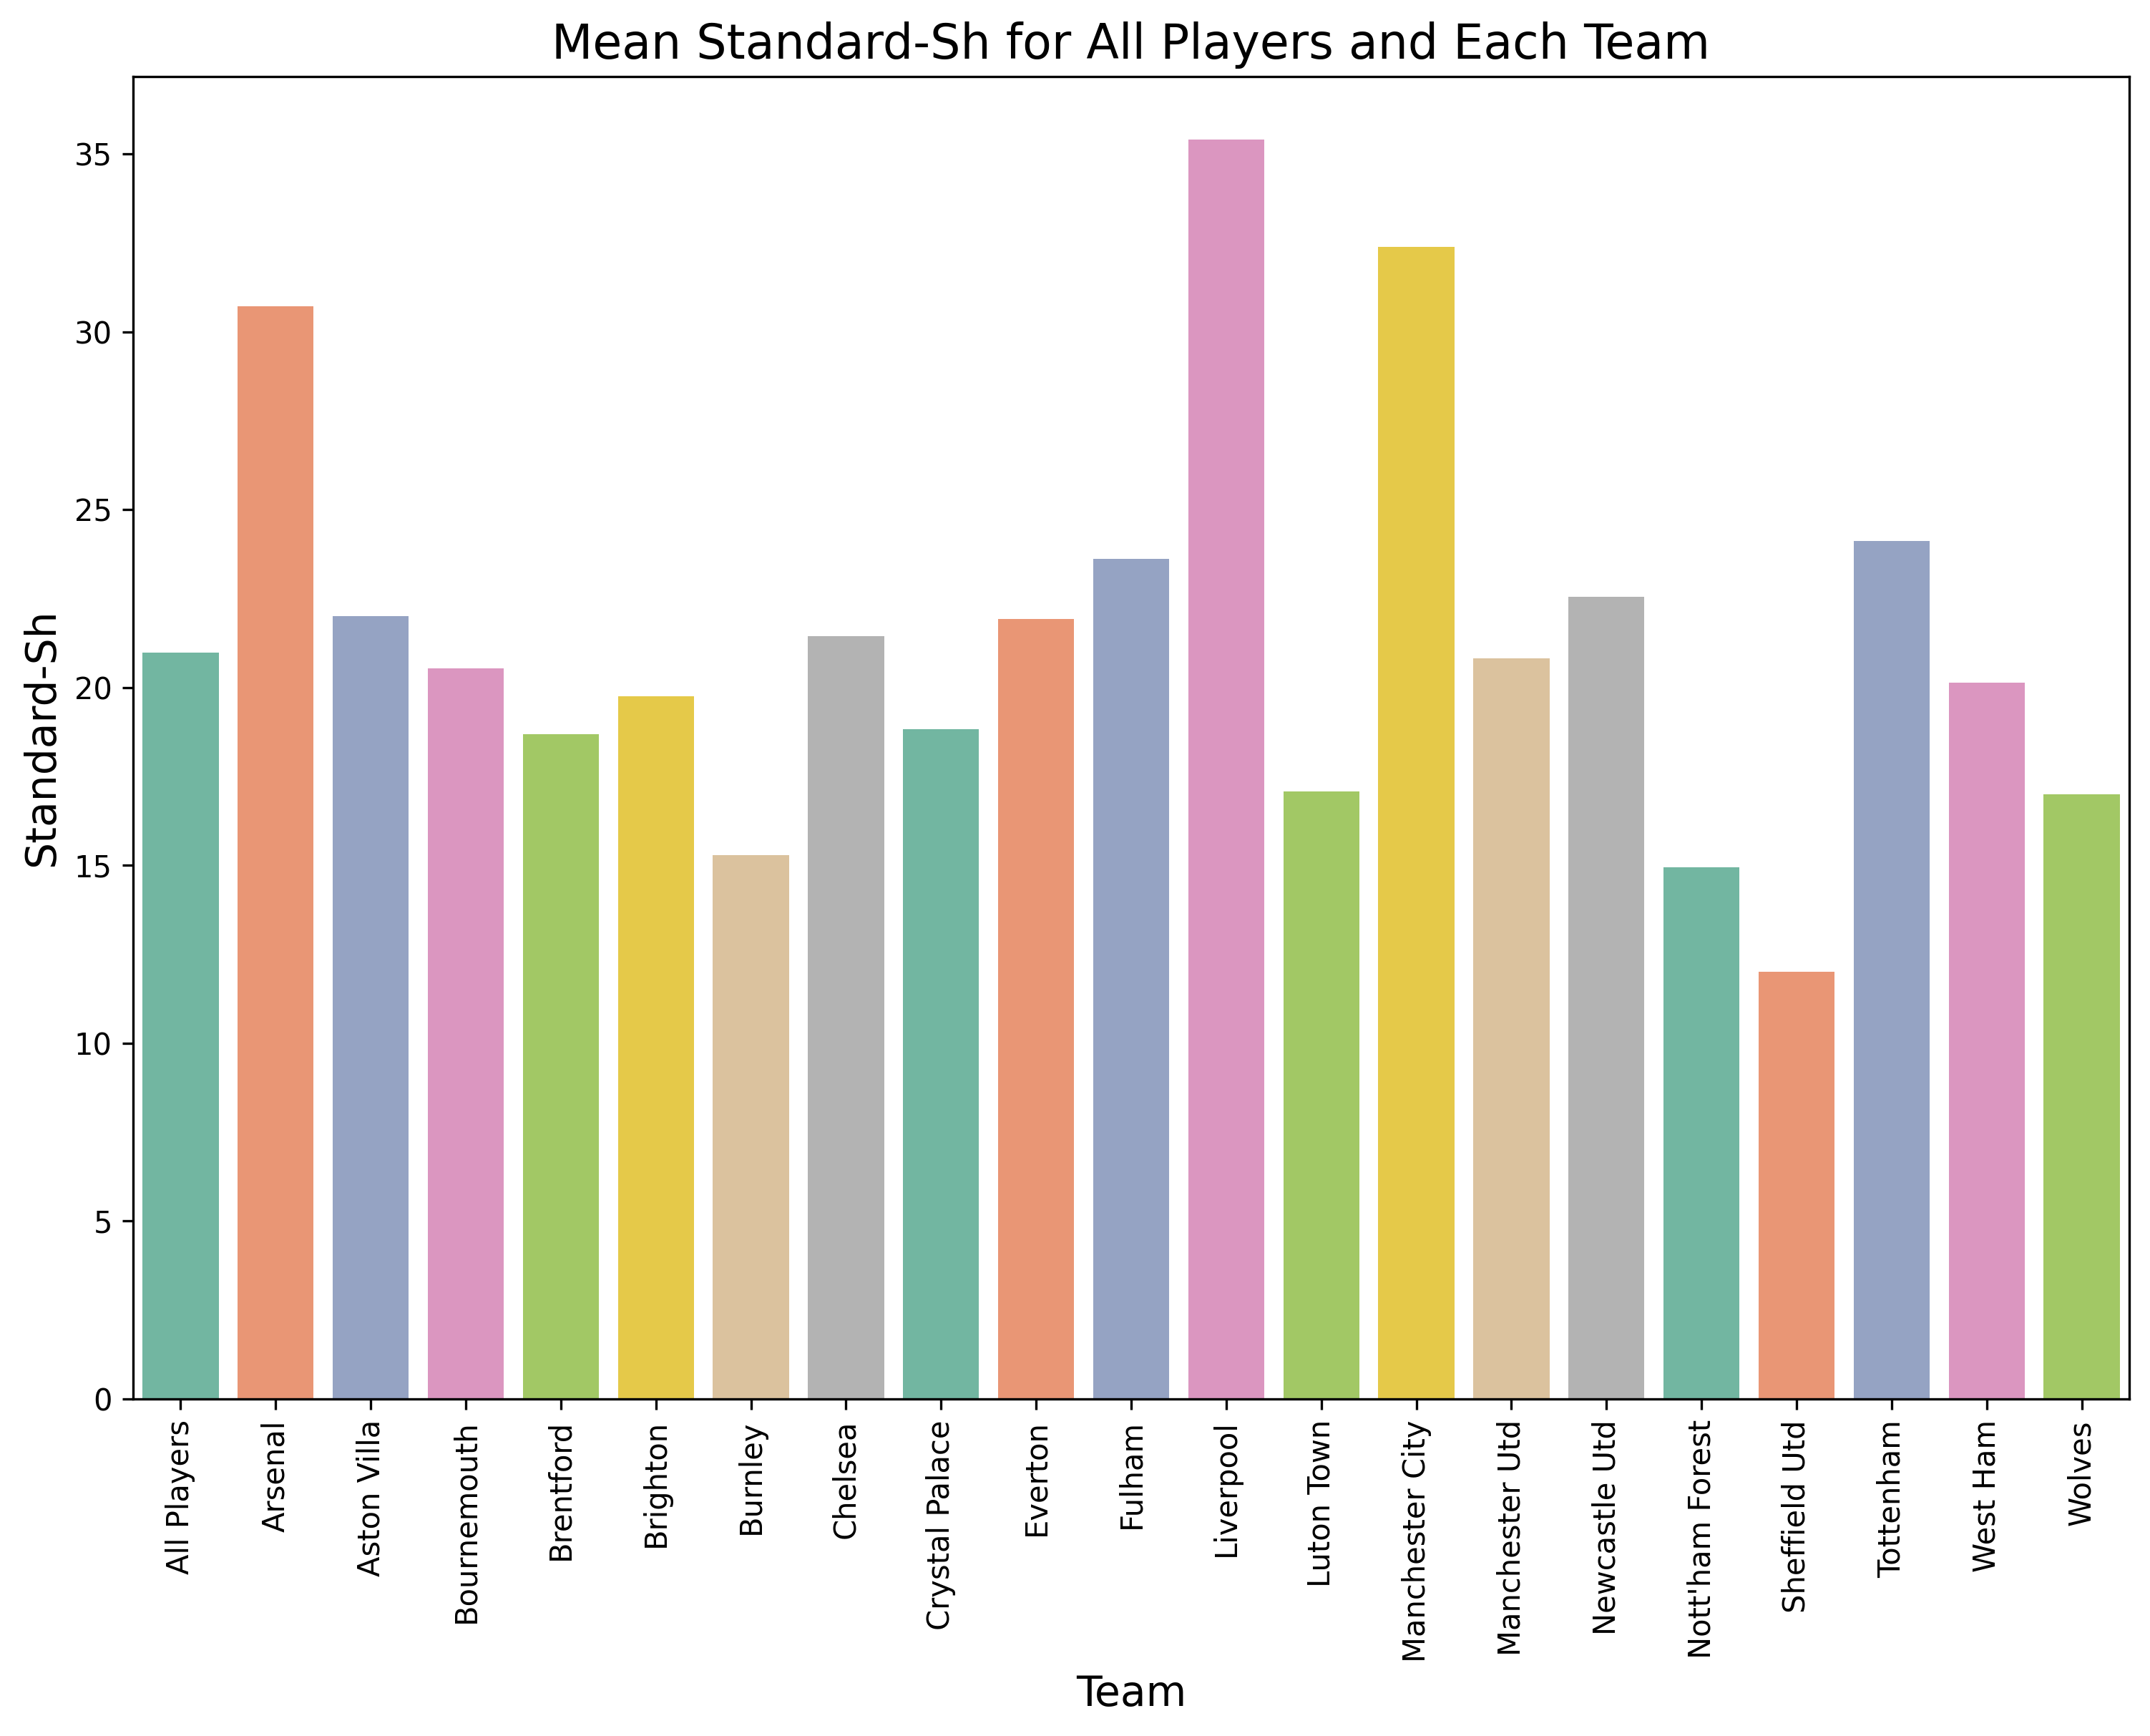 Mean Standard-Sh for All Players and Each Team
Standard-Sh
35
30
25
20
15
10
5
0
All Players
Arsenal
Aston Villa
Bournemouth
Brentford
Brighton
Burnley
Chelsea
Crystal Palace
Everton
Fulham
Liverpool
Luton Town
Manchester City
Manchester Utd
Newcastle Utd
Nott'ham Forest
Sheffield Utd
Tottenham
West Ham
Wolves
Team